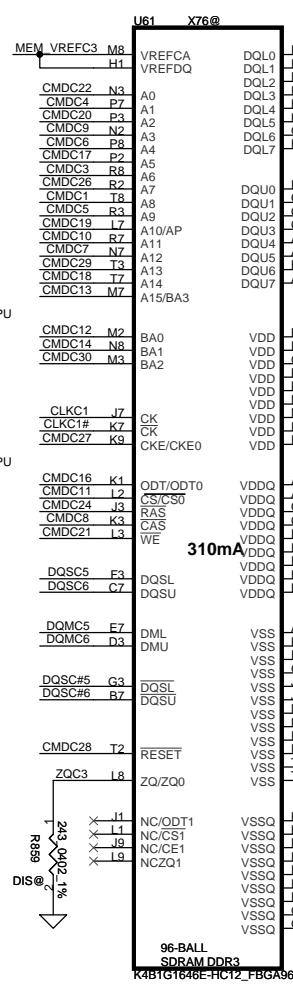 U61 X76@
MEM_VREFC3 M8 VREFCA DQL0
H1 VREFDQ DQL1
DQL2
CMDC22 N3 A0 DQL3
CMDC4 P7 A1 DQL4
CMDC20 P3 A2 DQL5
CMDC9 N2 A3 DQL6
CMDC6 P8 A4 DQL7
CMDC17 P2 A5
CMDC3 R8 A6
CMDC26 R2 A7 DQU0
CMDC1 T8 A8 DQU1
CMDC5 R3 A9 DQU2
CMDC19 L7 A10/AP DQU3
CMDC10 R7 A11 DQU4
CMDC7 N7 A12 DQU5
CMDC29 T3 A13 DQU6
CMDC18 T7 A14 DQU7
CMDC13 M7 A15/BA3
PU
CMDC12 M2 BA0 VDD
CMDC14 N8 BA1 VDD
CMDC30 M3 BA2 VDD
VDD
VDD
VDD
CLKC1 J7 CK VDD
CLKC1# K7 CK VDD
CMDC27 K9 CKE/CKE0 VDD
PU
CMDC16 K1 ODT/ODT0 VDDQ
CMDC11 L2 CS/CS0 VDDQ
CMDC24 J3 RAS VDDQ
CMDC8 K3 CAS VDDQ
CMDC21 L3 WE VDDQ
310mA VDDQ
VDDQ
DQSC5 F3 DQSL VDDQ
DQSC6 C7 DQSU VDDQ
DQMC5 E7 DML VSS
DQMC6 D3 DMU VSS
VSS
VSS
DQSC#5 G3 DQSL VSS
DQSC#6 B7 DQSU VSS
VSS
VSS
VSS
CMDC28 T2 RESET VSS
VSS
ZQC3 L8 ZQ/ZQ0 VSS
J1 NC/ODT1 VSSQ
L1 NC/CS1 VSSQ
J9 NC/CE1 VSSQ
L9 NCZQ1 VSSQ
VSSQ
VSSQ
VSSQ
VSSQ
VSSQ
1
R859
243_0402_1%
DIS@
2
96-BALL
SDRAM DDR3
K4B1G1646E-HC12_FBGA96